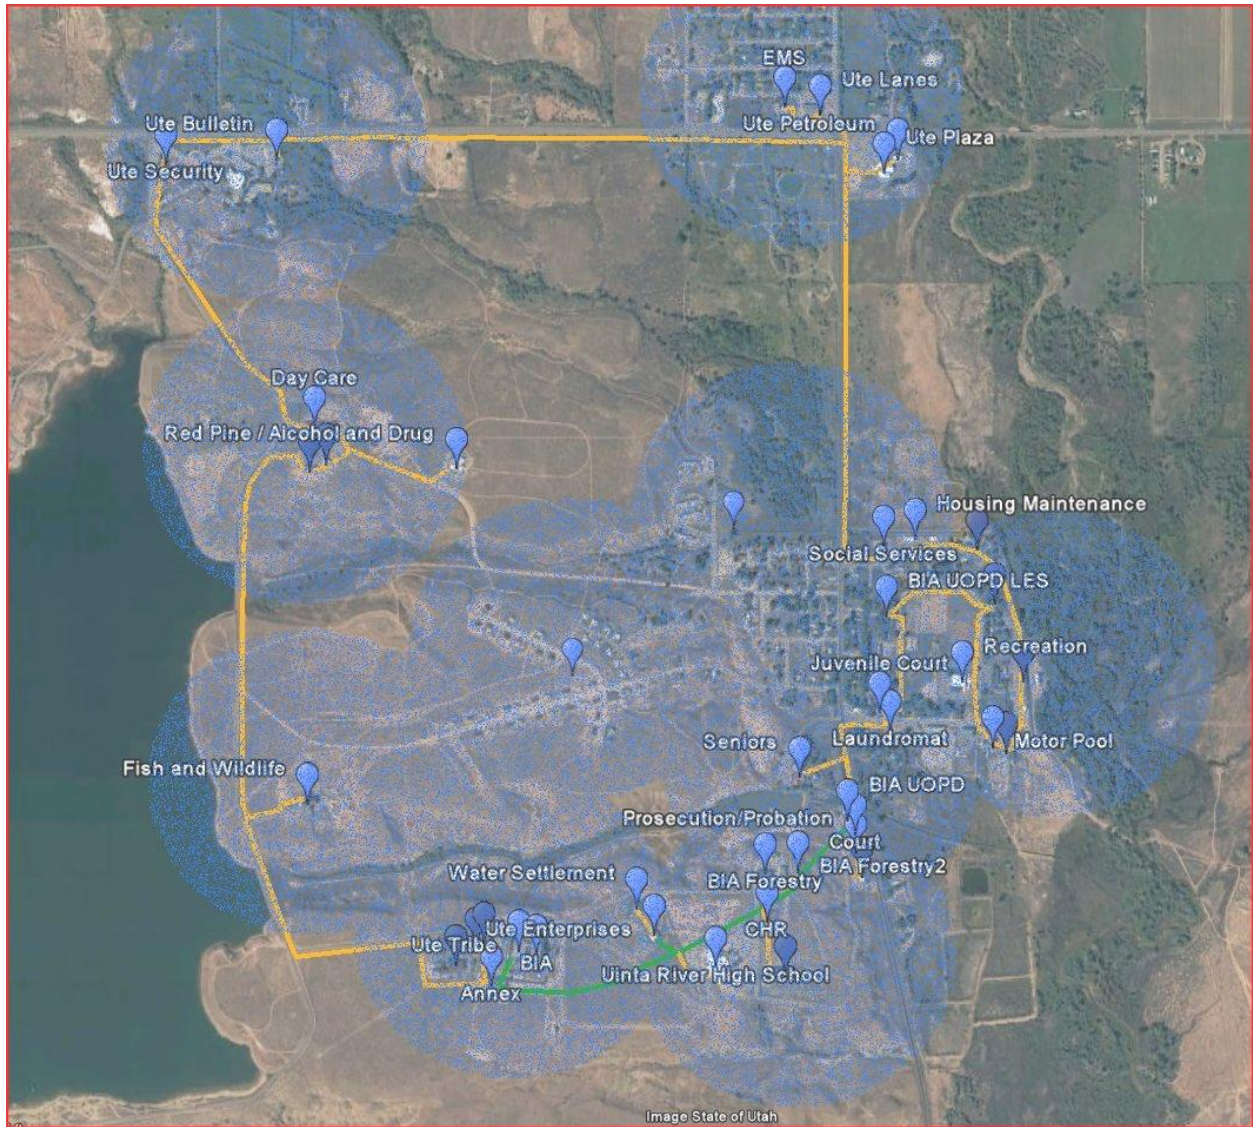 EMS
Ute Lanes
Ute Bulletin
Ute Petroleum
Ute Plaza
Ute Security
Day Care
Red Pine / Alcohol and Drug
Housing Maintenance
Social Services
BIA UOPD LES
Recreation
Juvenile Court
Laundromat
Motor Pool
Seniors
Fish and Wildlife
BIA UOPD
Prosecution/Probation
Court
BIA Forestry2
Water Settlement
BIA Forestry
Ute Enterprises
CHR
Ute Tribe
BIA
Uinta River High School
Annex
Image State of Utah